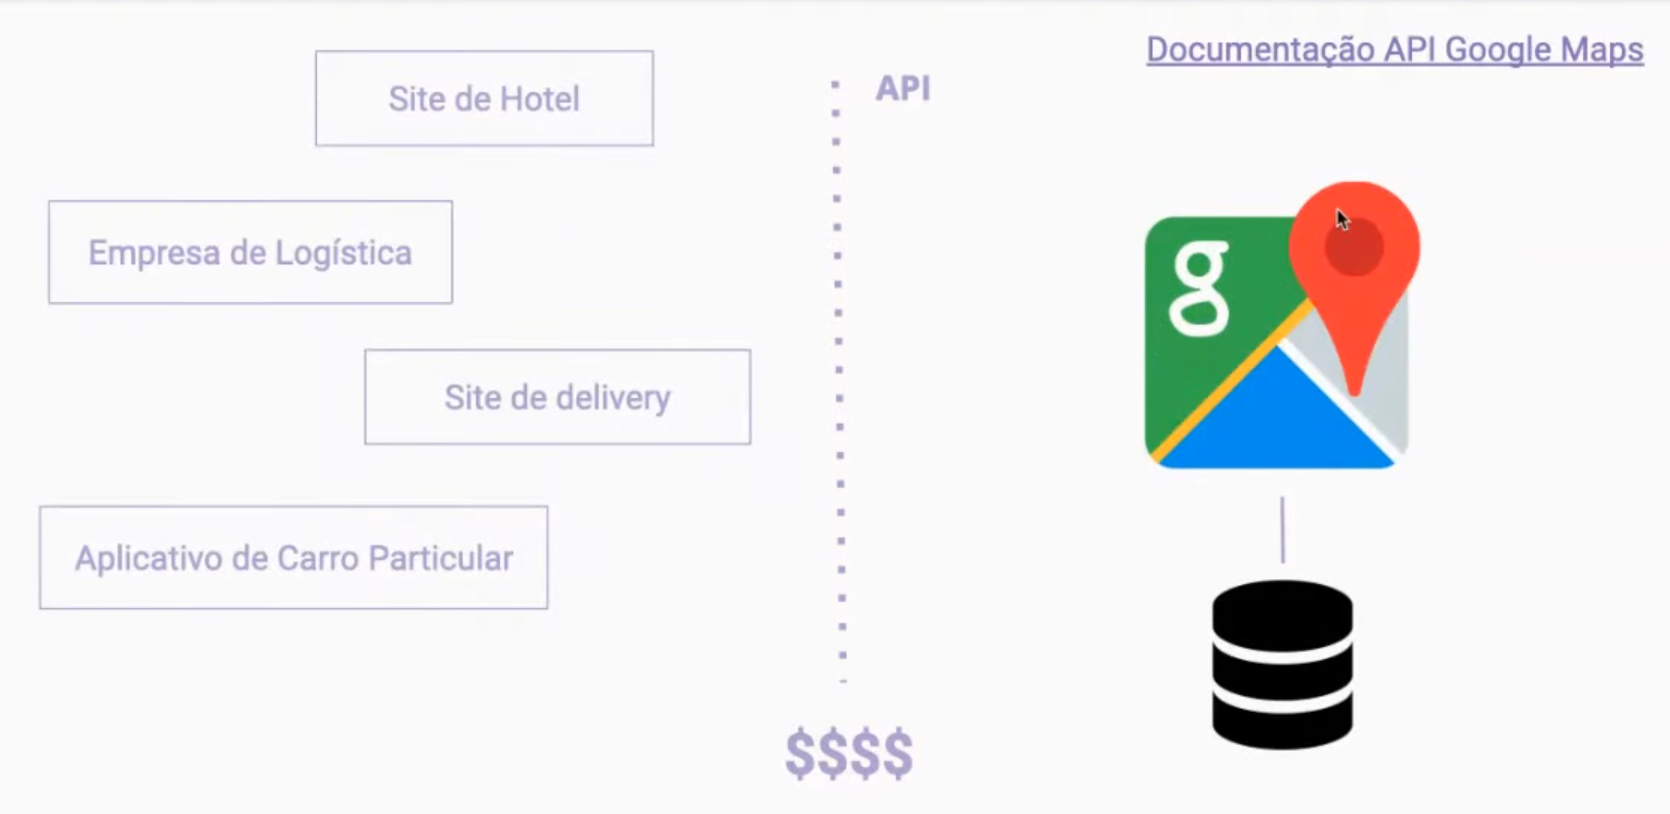 Documentação API Google Maps
Site de Hotel
API
Empresa de Logística
g
Site de delivery
Aplicativo de Carro Particular
$$$$